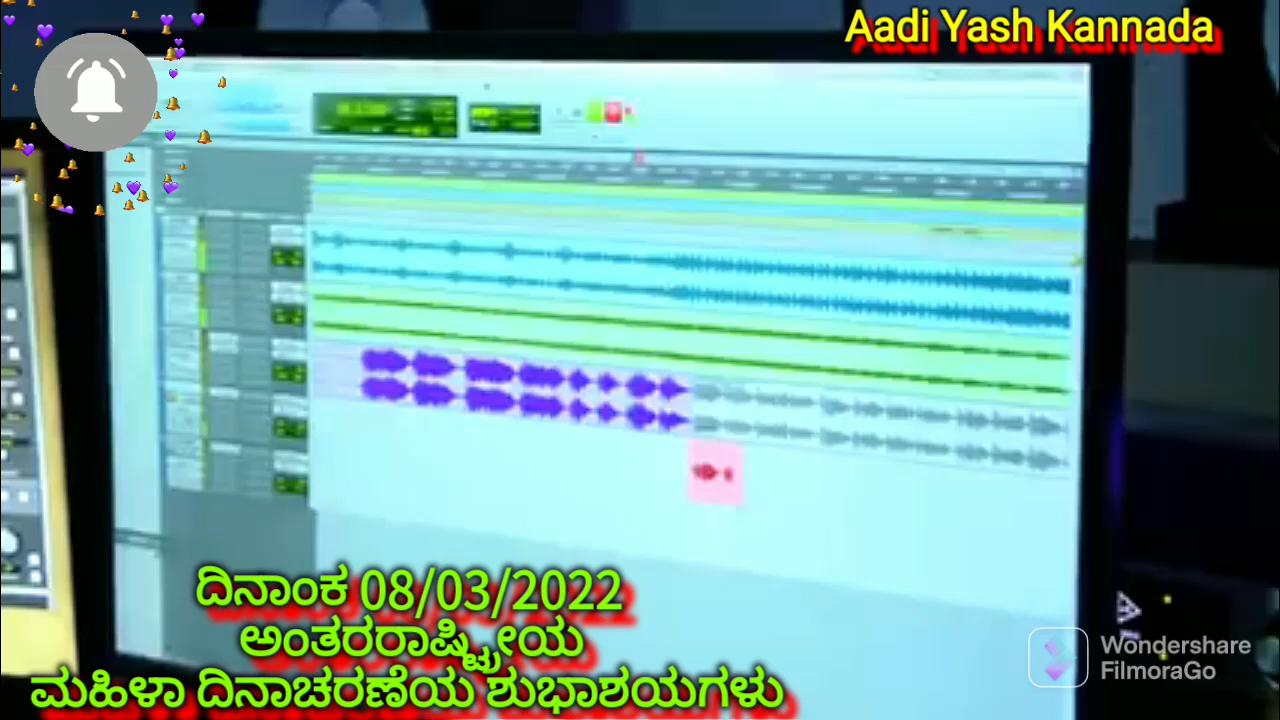 Aadi Yash Kannada
ದಿನಾಂಕ 08/03/2022
ಅಂತರರಾಷ್ಟ್ರೀಯ
ಮಹಿಳಾ ದಿನಾಚರಣೆಯ ಶುಭಾಶಯಗಳು
Wondershare
FilmoraGo